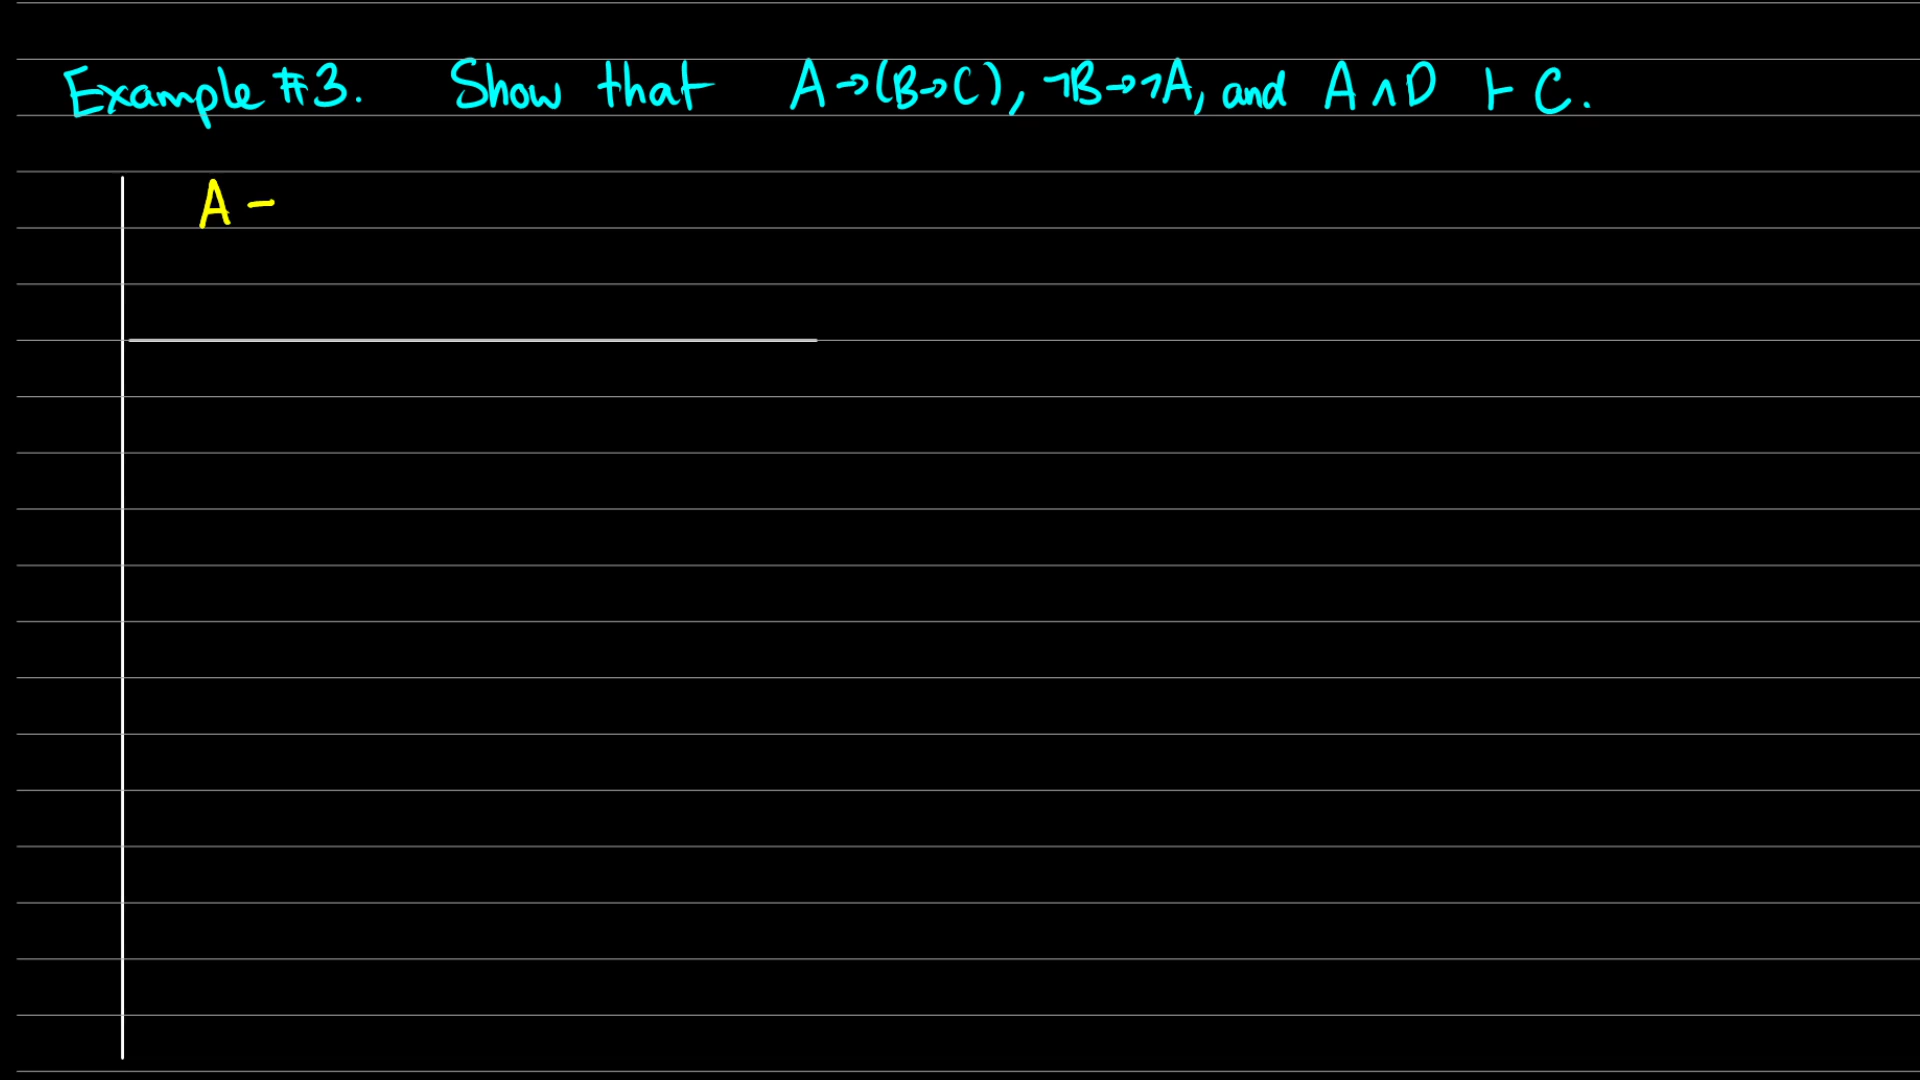 Example #3. Show that A→(B→C), ¬B→¬A, and A∧D ⊢ C.
A -